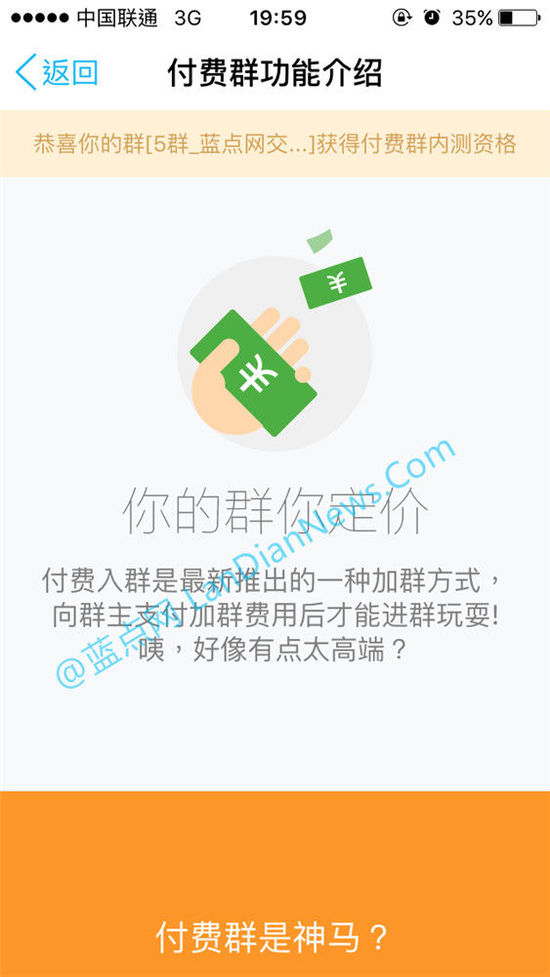 中国联通 3G 19:59 35%
返回 付费群功能介绍
恭喜你的群[5群_蓝点网交...]获得付费群内测资格
你的群你定价
付费入群是最新推出的一种加群方式，
向群主支付加群费用后才能进群玩耍!
咦，好像有点太高端？
@蓝点网 LanDianNews.Com
付费群是神马？